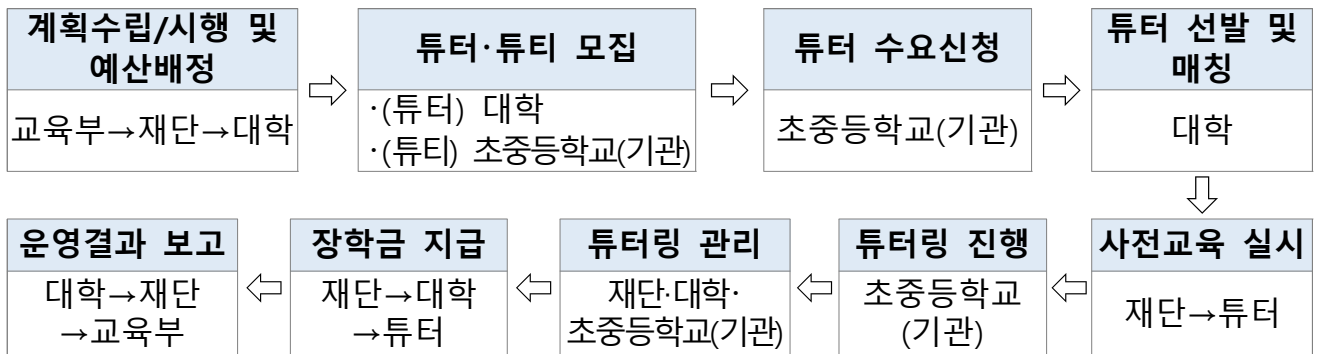 계획수립/시행 및
예산배정
교육부→재단→대학
튜터·튜티 모집
·(튜터) 대학
·(튜티) 초중등학교(기관)
튜터 수요신청
초중등학교(기관)
튜터 선발 및
매칭
대학
사전교육 실시
재단→튜터
튜터링 진행
초중등학교
(기관)
튜터링 관리
재단·대학·
초중등학교(기관)
장학금 지급
재단→대학
→튜터
운영결과 보고
대학→재단
→교육부